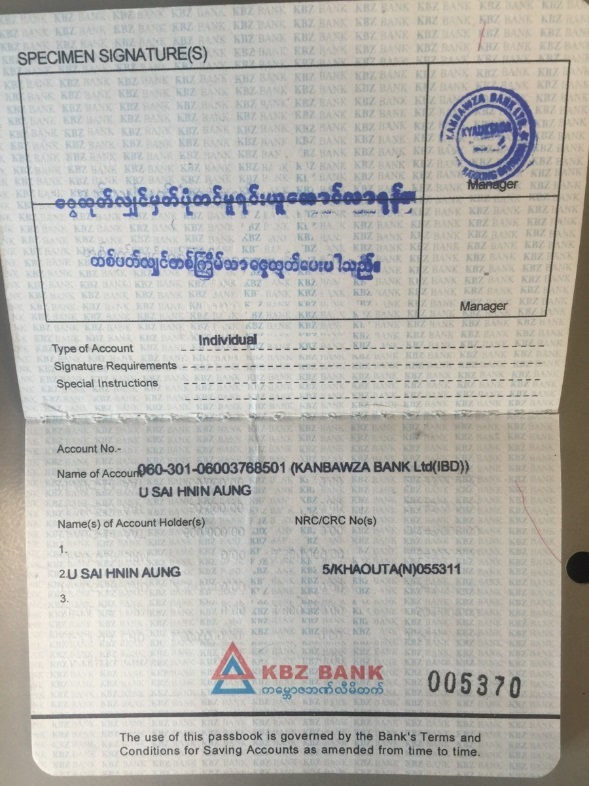 SPECIMEN SIGNATURE(S)
KANBAWZA BANK LTD.
Manager
ငွေထုတ်လျှင်မှတ်ပုံတင်မူရင်းယူဆောင်လာရန်။
တစ်ပတ်လျှင်တစ်ကြိမ်သာငွေထုတ်ပေးပါသည်။
Manager
Type of Account Individual
Signature Requirements
Special Instructions
Account No.-
Name of Account 060-301-06003768501 (KANBAWZA BANK Ltd(IBD))
U SAI HNIN AUNG
Name(s) of Account Holder(s) NRC/CRC No(s)
1.
2. U SAI HNIN AUNG 5/KHAOUTA(N)055311
3.
KBZ BANK
ကမ္ဘောဇဘဏ်လီမိတက်
005370
The use of this passbook is governed by the Bank's Terms and
Conditions for Saving Accounts as amended from time to time.